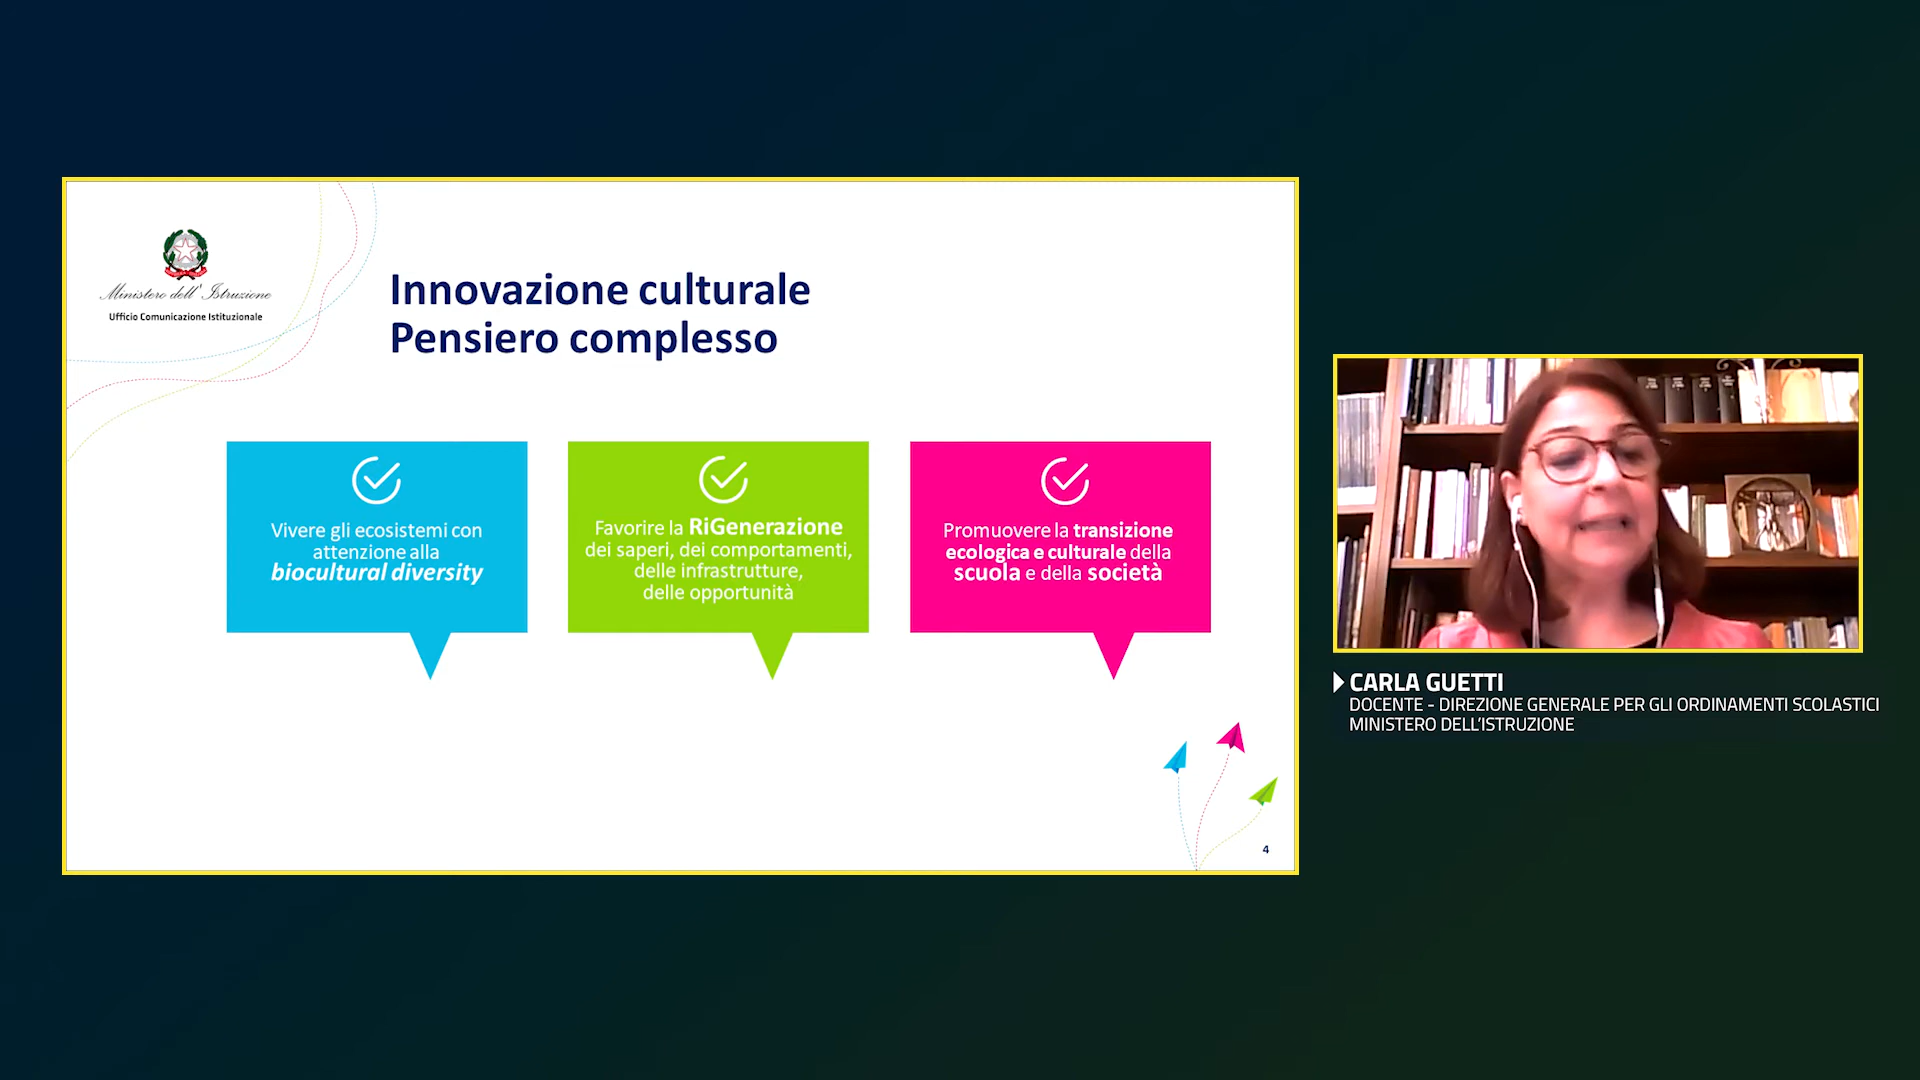 Ministero dell'Istruzione
Ufficio Comunicazione Istituzionale
Innovazione culturale
Pensiero complesso
Vivere gli ecosistemi con
attenzione alla
biocultural diversity
Favorire la RiGenerazione
dei saperi, dei comportamenti,
delle infrastrutture,
delle opportunità
Promuovere la transizione
ecologica e culturale della
scuola e della società
4
CARLA GUETTI
DOCENTE - DIREZIONE GENERALE PER GLI ORDINAMENTI SCOLASTICI
MINISTERO DELL'ISTRUZIONE